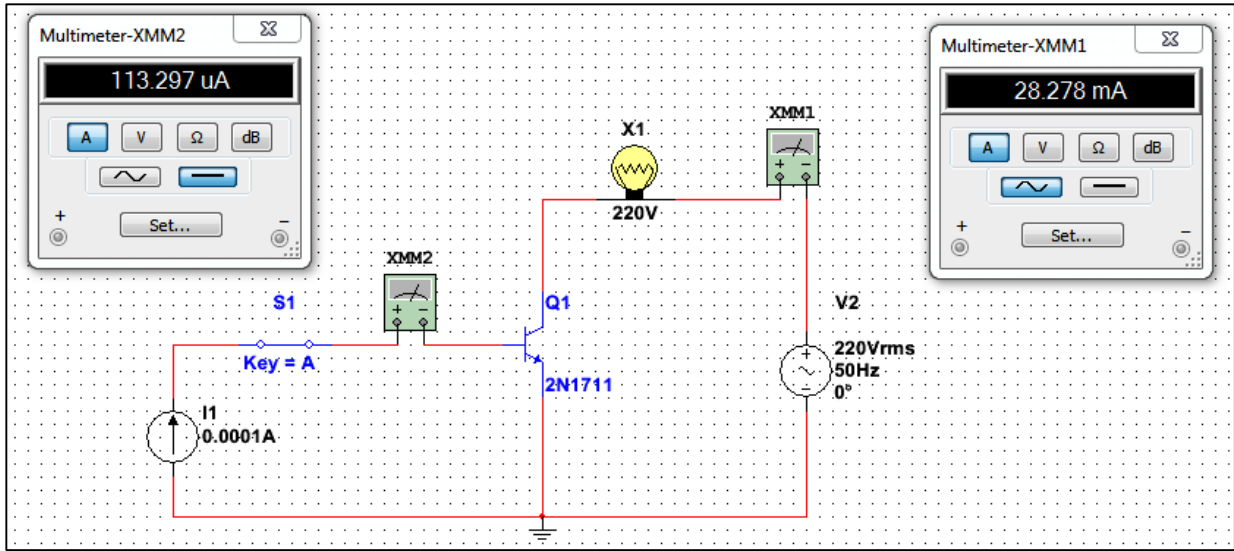 Multimeter-XMM2
113.297 uA
A V Ω dB
+ Set... −
Multimeter-XMM1
28.278 mA
A V Ω dB
+ Set... −
X1
220V
XMM1
+ −
XMM2
+ −
S1
Key = A
Q1
2N1711
V2
220Vrms
50Hz
0°
I1
0.0001A